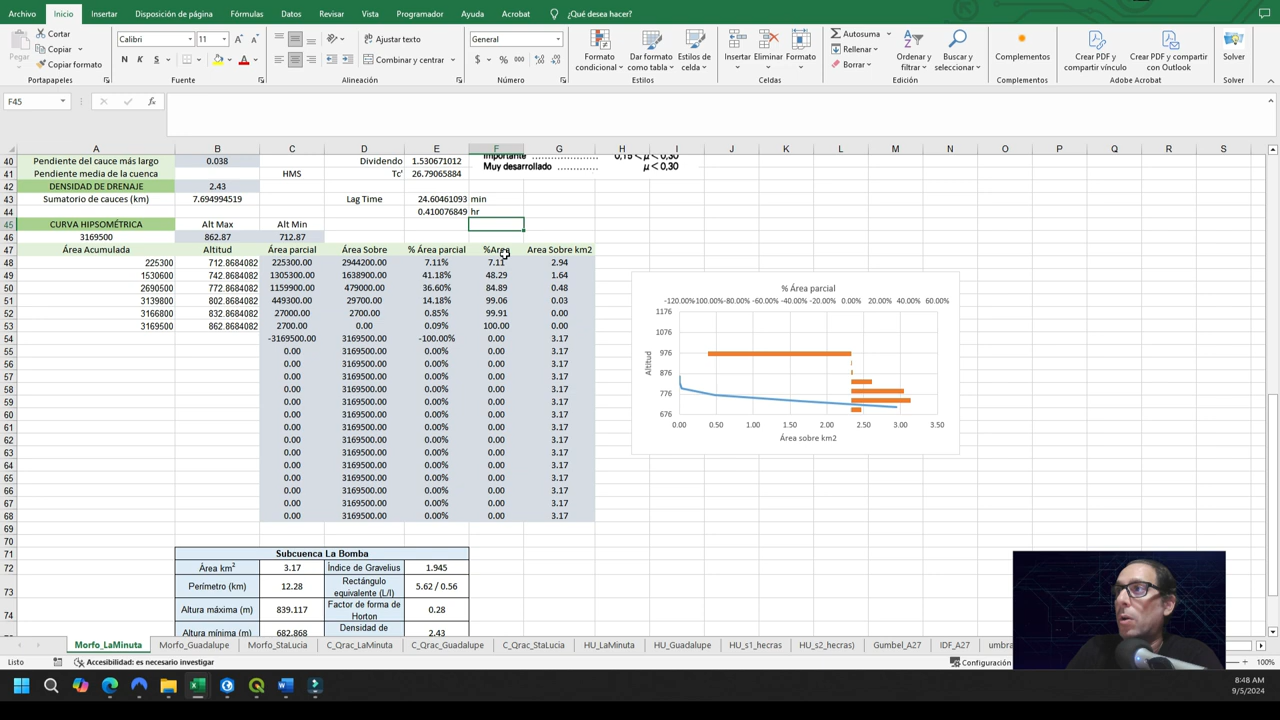 Archivo Inicio Insertar Disposición de página Fórmulas Datos Revisar Vista Programador Ayuda Acrobat ¿Qué desea hacer?
Pegar Cortar Copiar Copiar formato
Calibri 11
N K S
Ajustar texto
Combinar y centrar
General
$ % 000
Formato condicional Dar formato como tabla Estilos de celda
Insertar Eliminar Formato
Autosuma Rellenar Borrar
Ordenar y filtrar Buscar y seleccionar
Complementos
Crear PDF y compartir vínculo Crear PDF y compartir con Outlook
Solver
Portapapeles Fuente Alineación Número Estilos Celdas Edición Complementos Adobe Acrobat Solver
F45 fx
A B C D E F G H I J K L M N O P Q R S
40 Pendiente del cauce más largo 0.038 Dividendo 1.530671012 Importante 0,15 < μ < 0,30
41 Pendiente media de la cuenca HMS Tc' 26.79065884 Muy desarrollado μ < 0,30
42 DENSIDAD DE DRENAJE 2.43
43 Sumatorio de cauces (km) 7.694994519 Lag Time 24.60461093 min
44 0.410076849 hr
45 CURVA HIPSOMÉTRICA Alt Max Alt Min
46 3169500 862.87 712.87
47 Área Acumulada Altitud Área parcial Área Sobre % Área parcial %Area Area Sobre km2
48 225300 712.8684082 225300.00 2944200.00 7.11% 7.11 2.94
49 1530600 742.8684082 1305300.00 1638900.00 41.18% 48.29 1.64
50 2690500 772.8684082 1159900.00 479000.00 36.60% 84.89 0.48
51 3139800 802.8684082 449300.00 29700.00 14.18% 99.06 0.03
52 3166800 832.8684082 27000.00 2700.00 0.85% 99.91 0.00
53 3169500 862.8684082 2700.00 0.00 0.09% 100.00 0.00
54 -3169500.00 3169500.00 -100.00% 0.00 3.17
55 0.00 3169500.00 0.00% 0.00 3.17
56 0.00 3169500.00 0.00% 0.00 3.17
57 0.00 3169500.00 0.00% 0.00 3.17
58 0.00 3169500.00 0.00% 0.00 3.17
59 0.00 3169500.00 0.00% 0.00 3.17
60 0.00 3169500.00 0.00% 0.00 3.17
61 0.00 3169500.00 0.00% 0.00 3.17
62 0.00 3169500.00 0.00% 0.00 3.17
63 0.00 3169500.00 0.00% 0.00 3.17
64 0.00 3169500.00 0.00% 0.00 3.17
65 0.00 3169500.00 0.00% 0.00 3.17
66 0.00 3169500.00 0.00% 0.00 3.17
67 0.00 3169500.00 0.00% 0.00 3.17
68 0.00 3169500.00 0.00% 0.00 3.17
69
70
71 Subcuenca La Bomba
72 Área km² 3.17 Índice de Gravelius 1.945
73 Perímetro (km) 12.28 Rectángulo equivalente (L/l) 5.62 / 0.56
74 Altura máxima (m) 839.117 Factor de forma de Horton 0.28
Altura mínima (m) 682.868 Densidad de 2.43
% Área parcial
-120.00% -100.00% -80.00% -60.00% -40.00% -20.00% 0.00% 20.00% 40.00% 60.00%
1176
1076
976
876
776
676
Altitud
0.00 0.50 1.00 1.50 2.00 2.50 3.00 3.50
Área sobre km2
Morfo_LaMinuta Morfo_Guadalupe Morfo_StaLucia C_Qrac_LaMinuta C_Qrac_Guadalupe C_Qrac_StaLucia HU_LaMinuta HU_Guadalupe HU_s1_hecras HU_s2_hecras) Gumbel_A27 IDF_A27 umbra
Listo Accesibilidad: es necesario investigar Configuración 100%
8:48 AM
9/5/2024